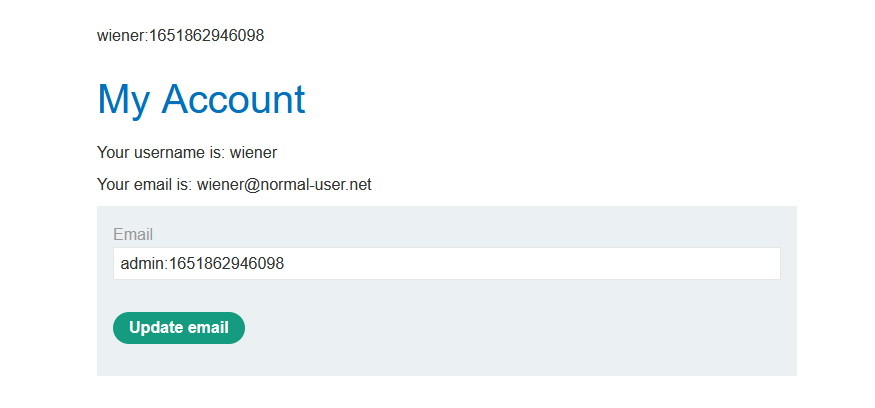 wiener:1651862946098
My Account
Your username is: wiener
Your email is: wiener@normal-user.net
Email
admin:1651862946098
Update email